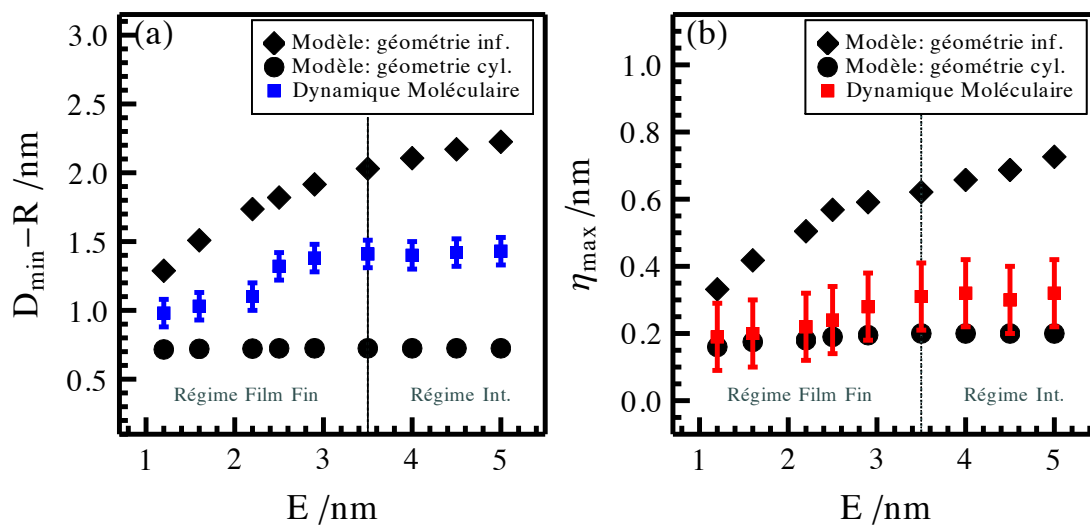 (a)
Modèle: géométrie inf.
Modèle: géometrie cyl.
Dynamique Moléculaire
3.0
2.5
2.0
1.5
1.0
0.5
D_min−R /nm
Régime Film Fin
Régime Int.
1 2 3 4 5
E /nm
(b)
Modèle: géométrie inf.
Modèle: géométrie cyl.
Dynamique Moléculaire
1.0
0.8
0.6
0.4
0.2
0.0
η_max /nm
Régime Film Fin
Régime Int.
1 2 3 4 5
E /nm